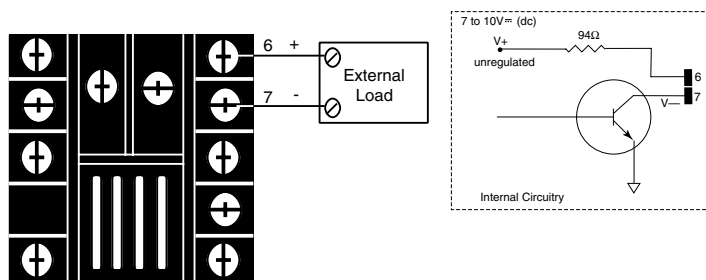 6 +
7 -
External
Load
7 to 10V⎓ (dc)
V+
94Ω
unregulated
6
7
V—
Internal Circuitry